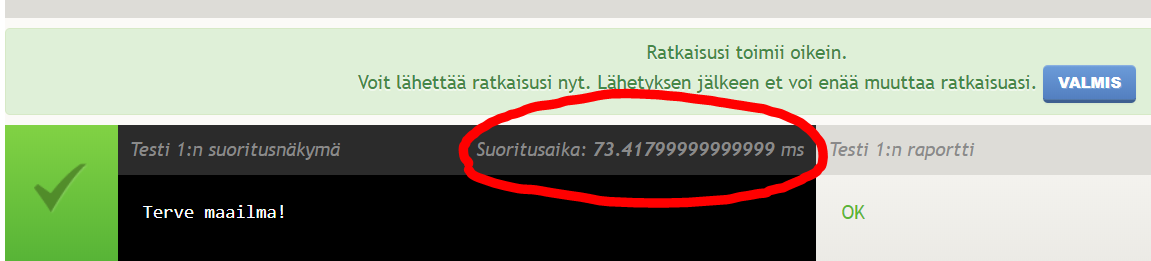 Ratkaisusi toimii oikein.
Voit lähettää ratkaisusi nyt. Lähetyksen jälkeen et voi enää muuttaa ratkaisuasi. VALMIS
Testi 1:n suoritusnäkymä
Suoritusaika: 73.41799999999999 ms
Testi 1:n raportti
Terve maailma!
OK